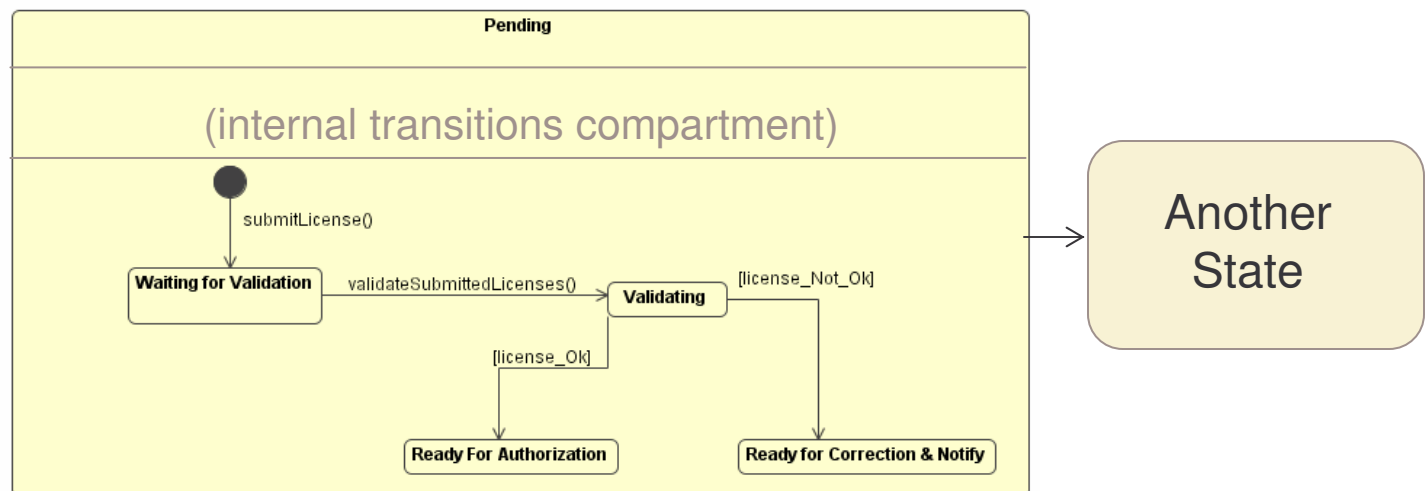 Pending
(internal transitions compartment)
submitLicense()
Waiting for Validation
validateSubmittedLicenses()
Validating
[license_Not_Ok]
[license_Ok]
Ready For Authorization
Ready for Correction & Notify
Another
State